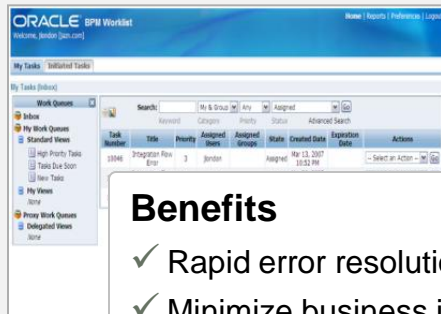 ORACLE BPM Worklist
Welcome, jlondon [jazn.com]
Home | Reports | Preferences | Logout
My Tasks Initiated Tasks
My Tasks (Inbox)
Work Queues
Inbox
My Work Queues
Standard Views
High Priority Tasks
Tasks Due Soon
New Tasks
My Views
None
Proxy Work Queues
Delegated Views
None
Search: My & Group Any Assigned Go
Keyword Category Priority Status Advanced Search
Task Number Title Priority Assigned Users Assigned Groups State Created Date Expiration Date Actions
10046 Integration Flow Error 3 jlondon Assigned Mar 13, 2007 10:52 PM -- Select an Action -- Go
Benefits
✓ Rapid error resolutio
✓ Minimize business i